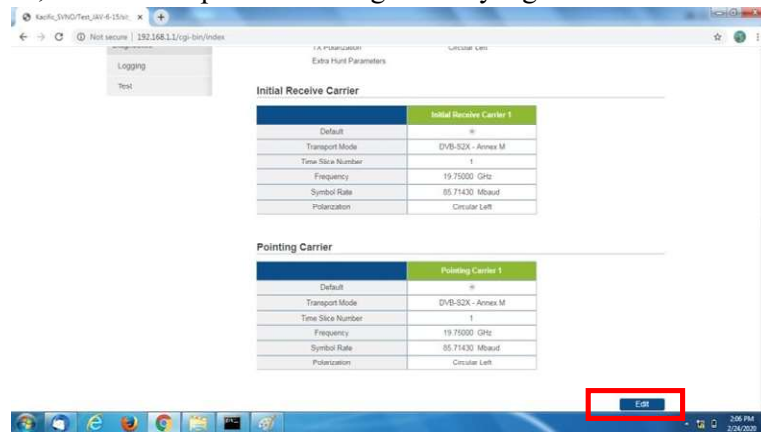 Kacific_SVNO/Test_JAV-6-15/sit_
Not secure | 192.168.1.1/cgi-bin/index
TX Polarization Circular Left
Logging
Extra Hunt Parameters
Test
Initial Receive Carrier
Initial Receive Carrier 1
Default
Transport Mode DVB-S2X - Annex M
Time Slice Number 1
Frequency 19.75000 GHz
Symbol Rate 85.71430 Mbaud
Polarization Circular Left
Pointing Carrier
Pointing Carrier 1
Default
Transport Mode DVB-S2X - Annex M
Time Slice Number 1
Frequency 19.75000 GHz
Symbol Rate 85.71430 Mbaud
Polarization Circular Left
Edit
2:06 PM
2/24/2020